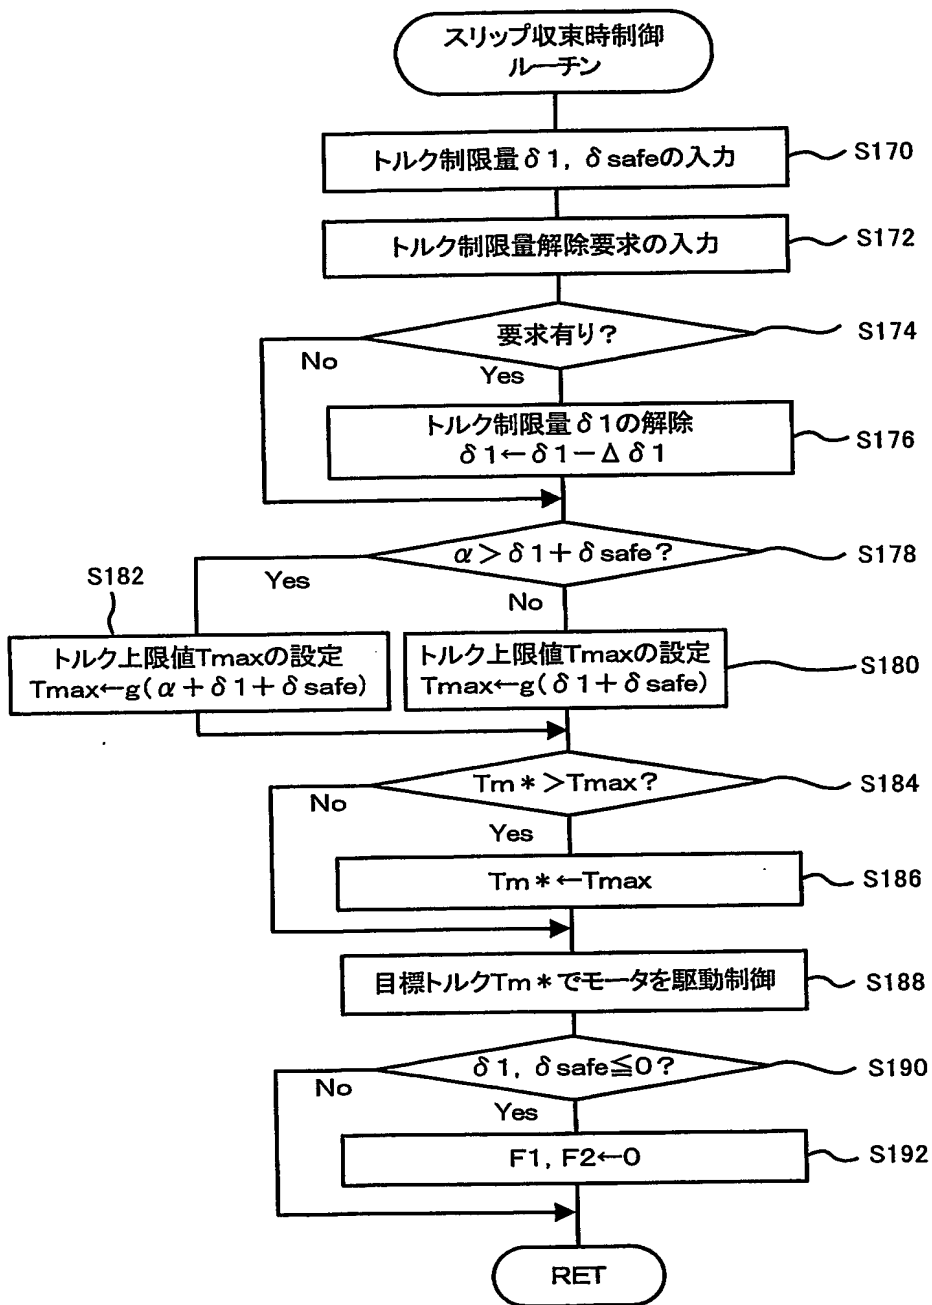 スリップ収束時制御
ルーチン
トルク制限量δ1, δsafeの入力
S170
トルク制限量解除要求の入力
S172
要求有り?
S174
No
Yes
トルク制限量δ1の解除
δ1←δ1−Δδ1
S176
α>δ1+δsafe?
S178
Yes
No
S182
トルク上限値Tmaxの設定
Tmax←g(α+δ1+δsafe)
トルク上限値Tmaxの設定
Tmax←g(δ1+δsafe)
S180
Tm*>Tmax?
S184
No
Yes
Tm*←Tmax
S186
目標トルクTm*でモータを駆動制御
S188
δ1, δsafe≦0?
S190
No
Yes
F1, F2←0
S192
RET